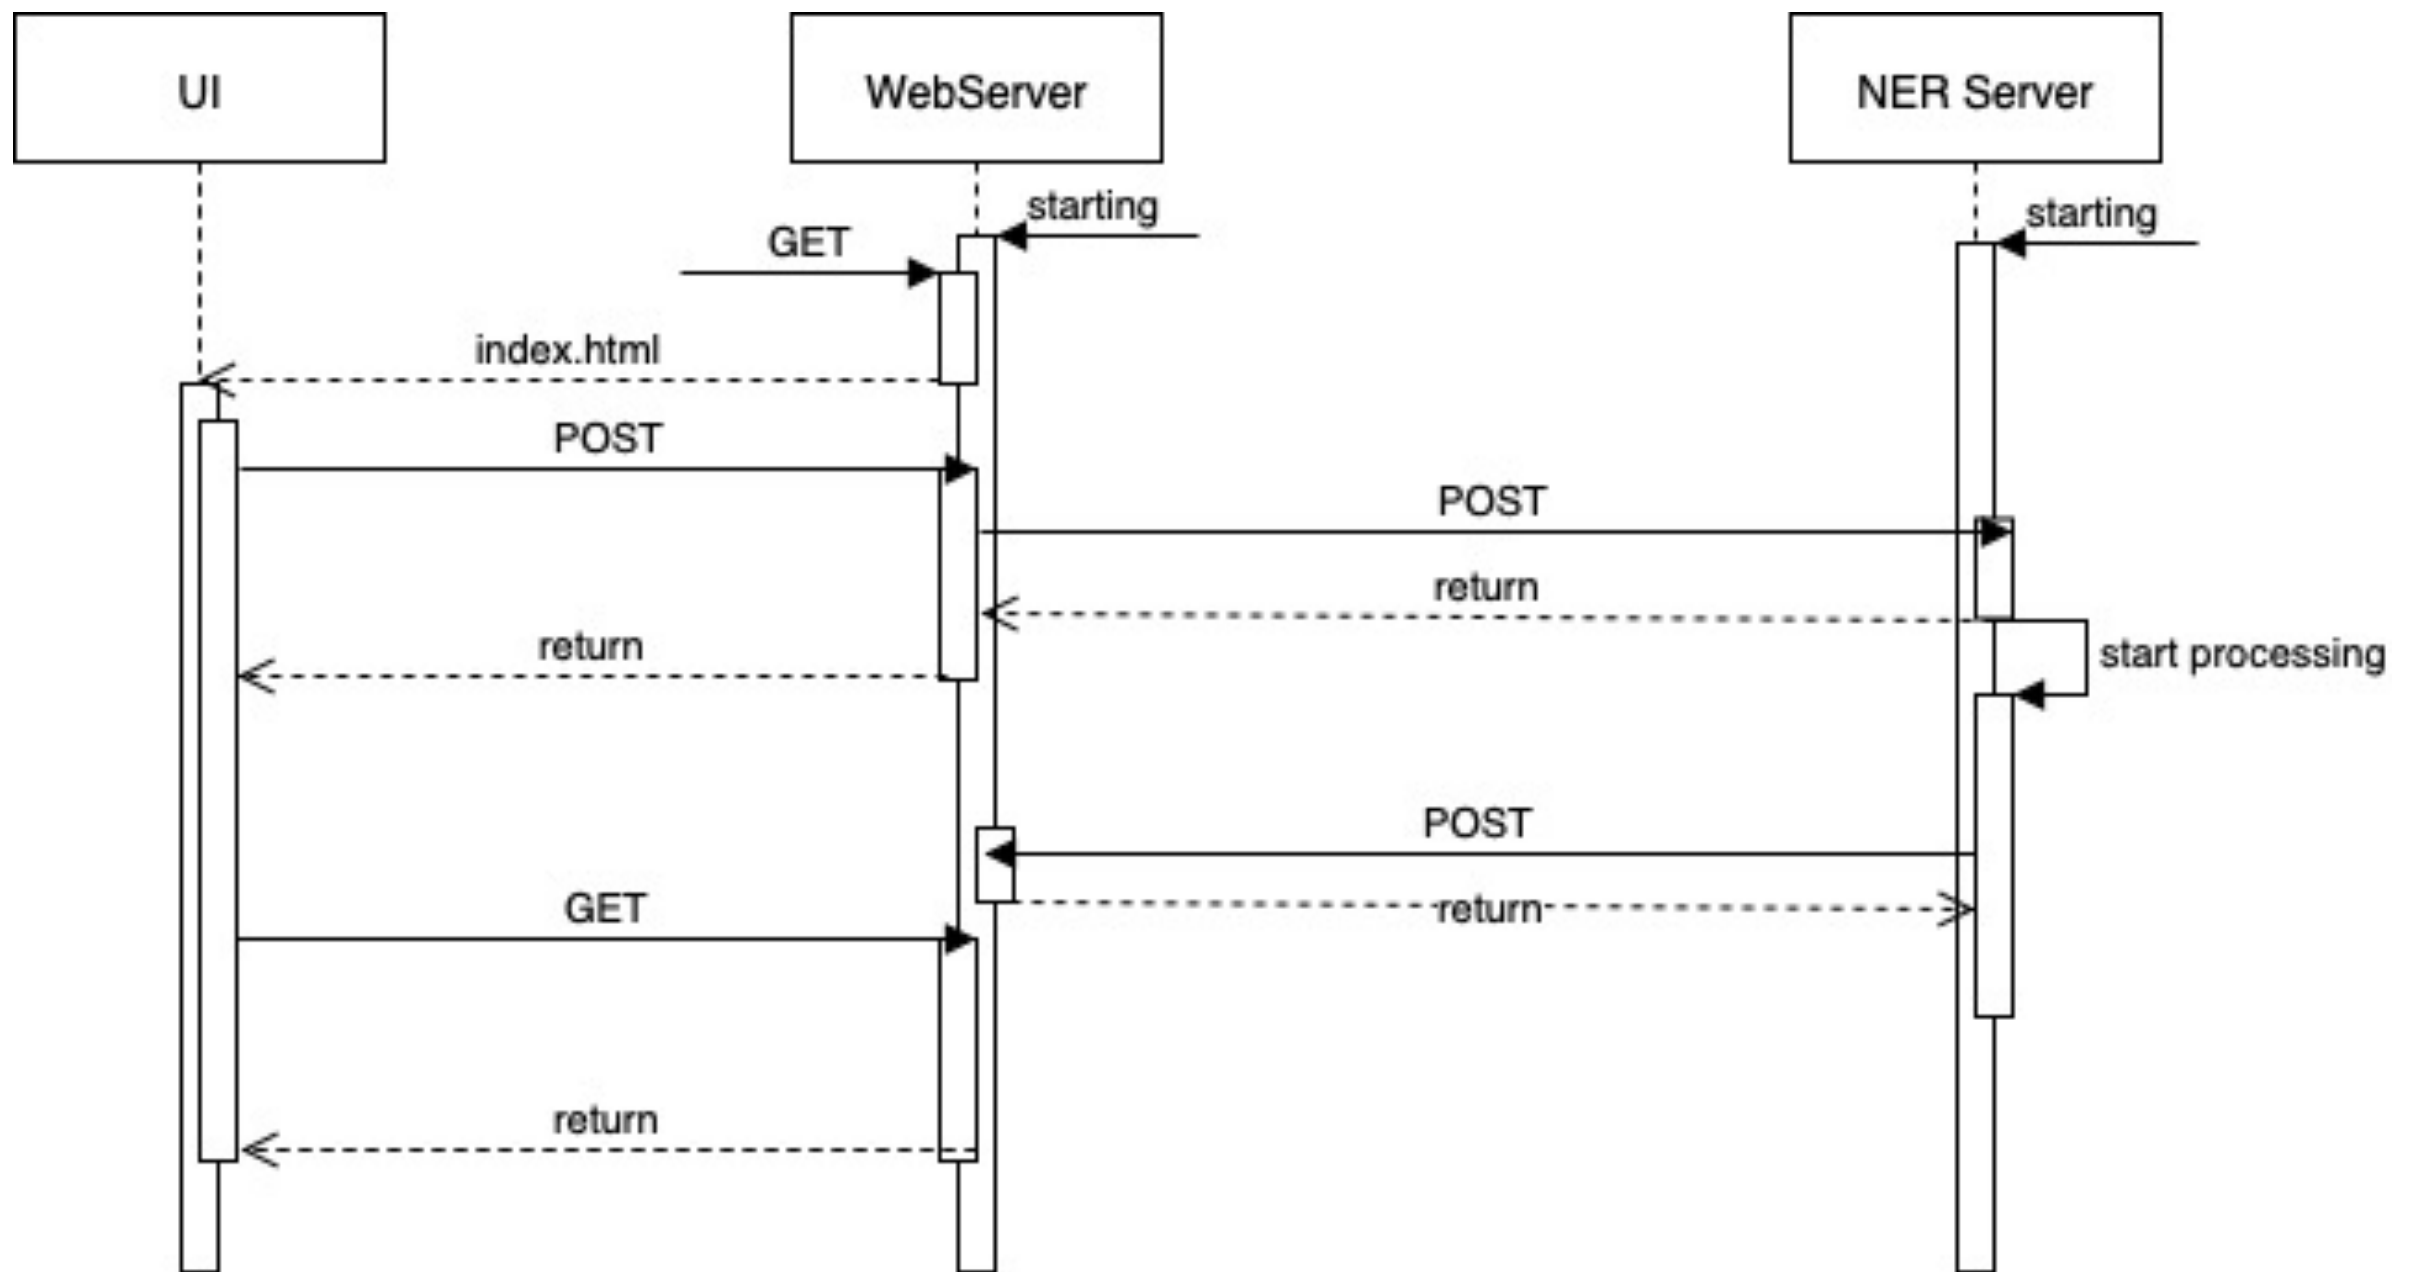 UI
WebServer
NER Server
starting
starting
GET
index.html
POST
POST
return
return
start processing
POST
GET
return
return